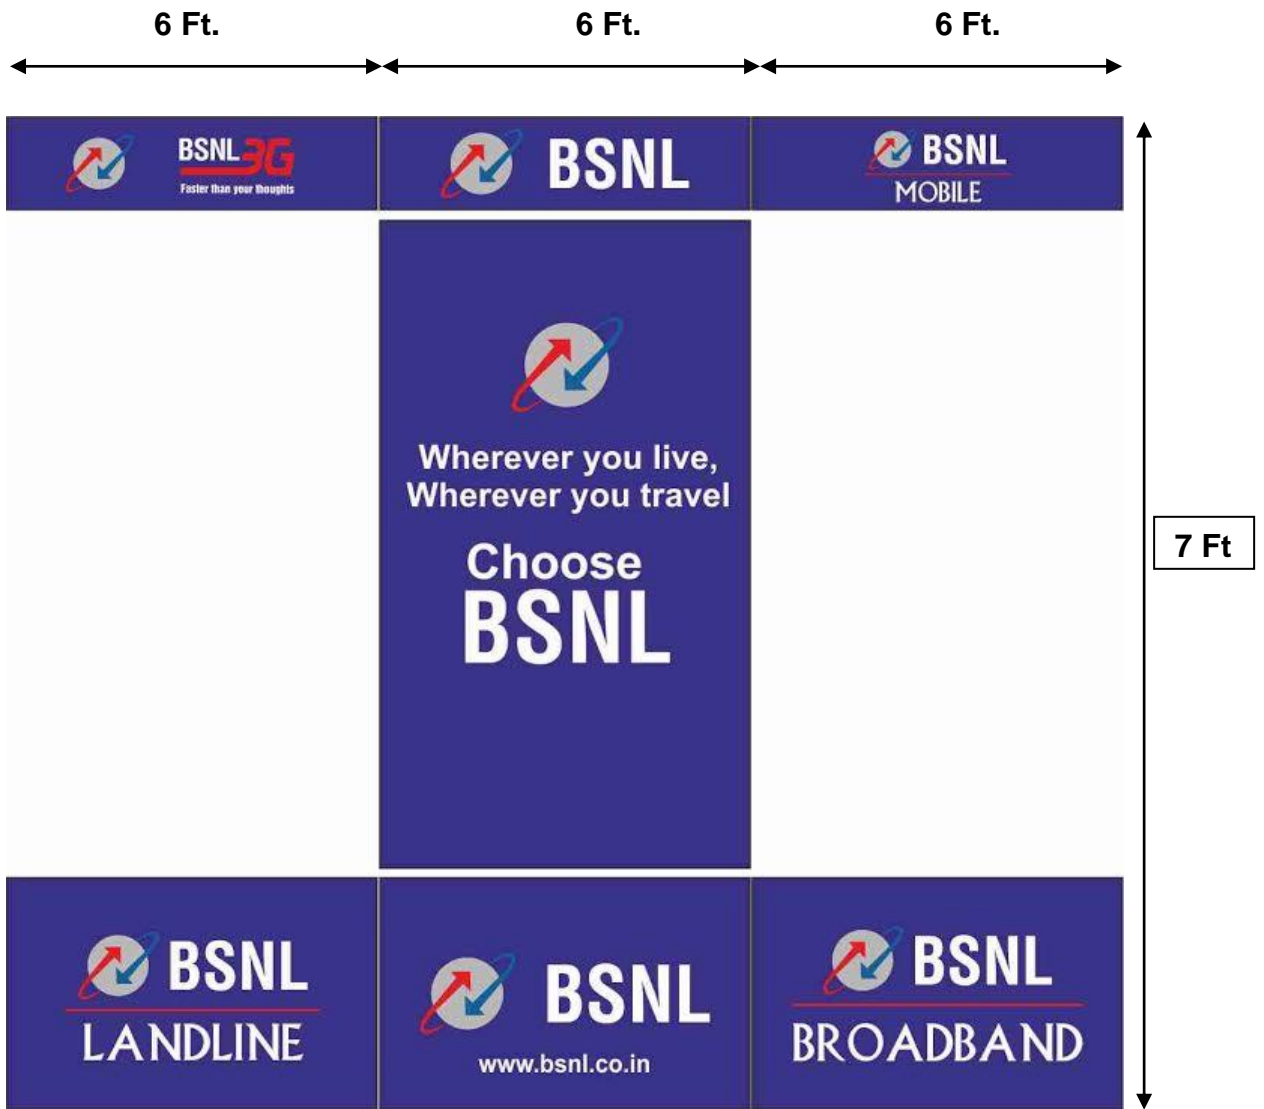 6 Ft. 6 Ft. 6 Ft.
BSNL 3G
Faster than your thoughts
BSNL
BSNL
MOBILE
Wherever you live,
Wherever you travel
Choose
BSNL
7 Ft
BSNL
LANDLINE
BSNL
www.bsnl.co.in
BSNL
BROADBAND